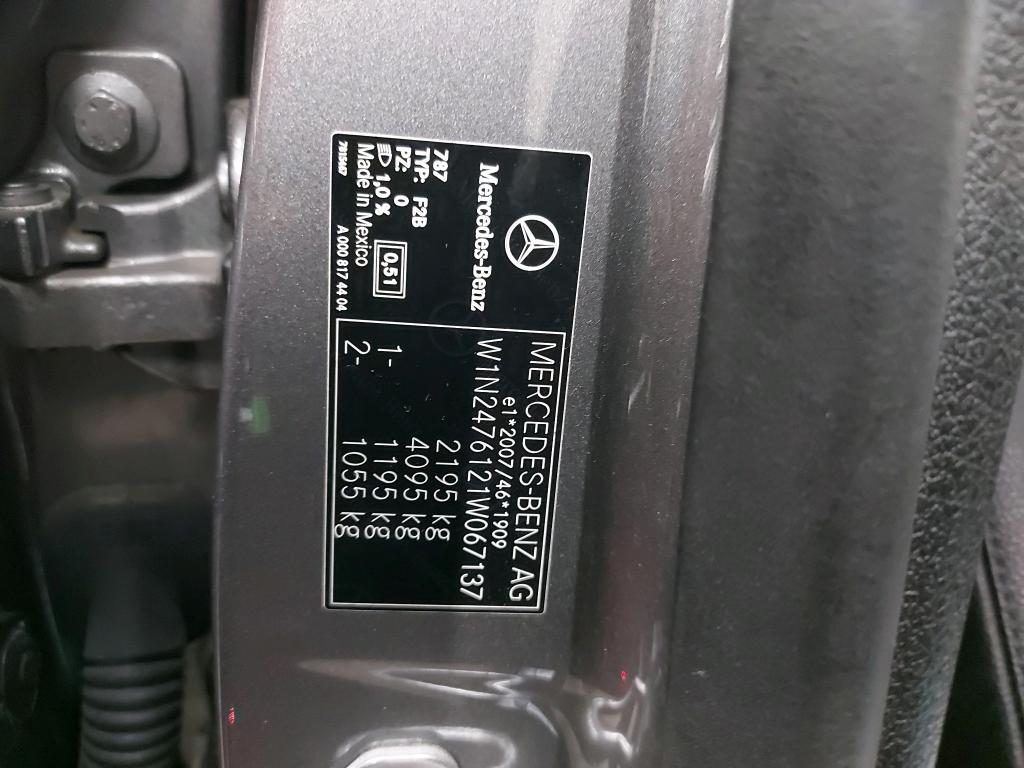 Mercedes-Benz
787
TYP: F2B
PZ: 0
1,0 %
0,51
Made in Mexico
A 000 817 44 04
MERCEDES-BENZ AG
e1*2007/46*1909
W1N2476121W067137
2195 kg
4095 kg
1- 1195 kg
2- 1055 kg